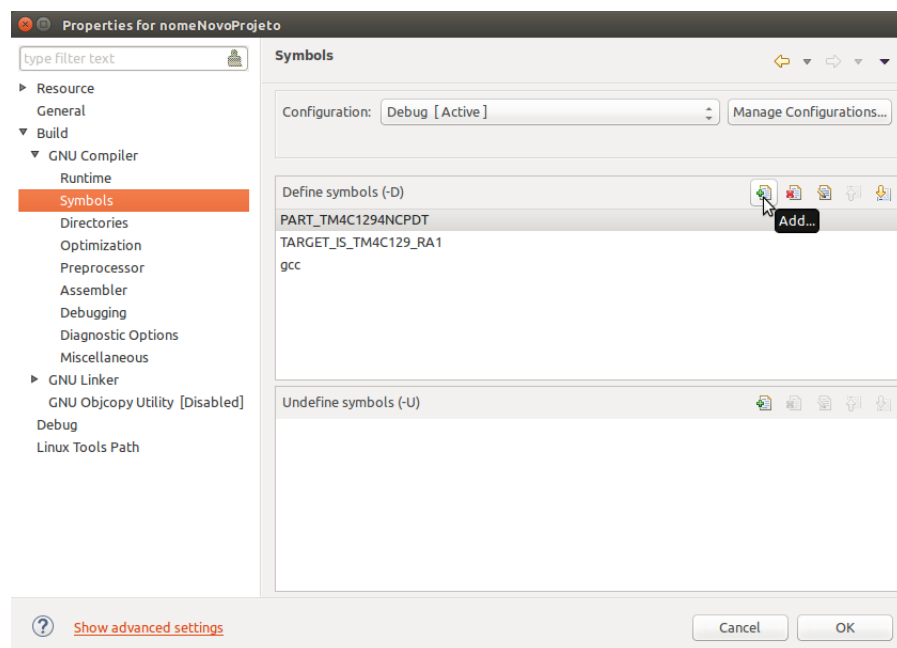 Properties for nomeNovoProjeto
type filter text
Resource
General
Build
GNU Compiler
Runtime
Symbols
Directories
Optimization
Preprocessor
Assembler
Debugging
Diagnostic Options
Miscellaneous
GNU Linker
GNU Objcopy Utility [Disabled]
Debug
Linux Tools Path
Symbols
Configuration: Debug [ Active ] Manage Configurations...
Define symbols (-D)
Add...
PART_TM4C1294NCPDT
TARGET_IS_TM4C129_RA1
gcc
Undefine symbols (-U)
? Show advanced settings
Cancel OK